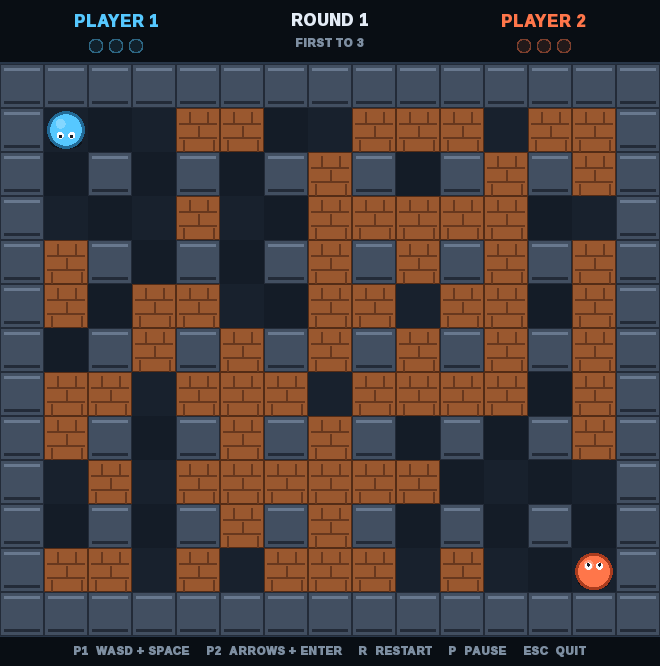 PLAYER 1 ROUND 1 PLAYER 2
FIRST TO 3
P1 WASD + SPACE P2 ARROWS + ENTER R RESTART P PAUSE ESC QUIT